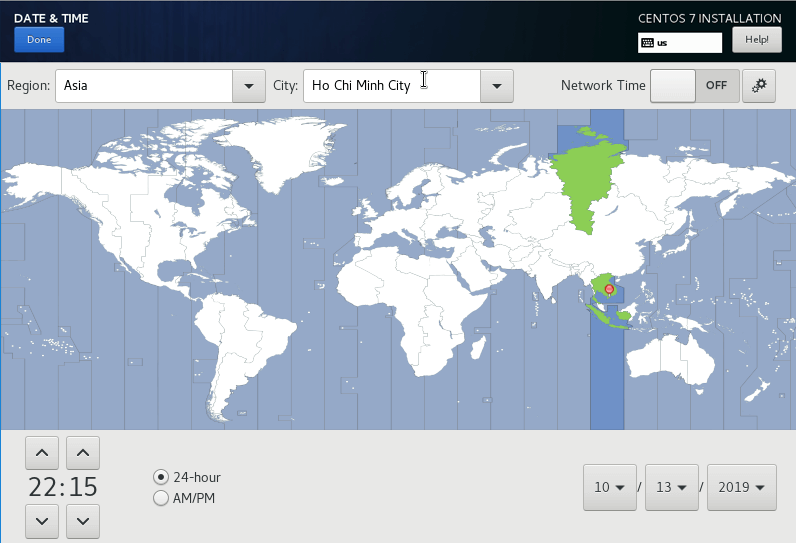 DATE & TIME
CENTOS 7 INSTALLATION
Done
us
Help!
Region: Asia City: Ho Chi Minh City Network Time OFF
22:15
24-hour
AM/PM
10 / 13 / 2019